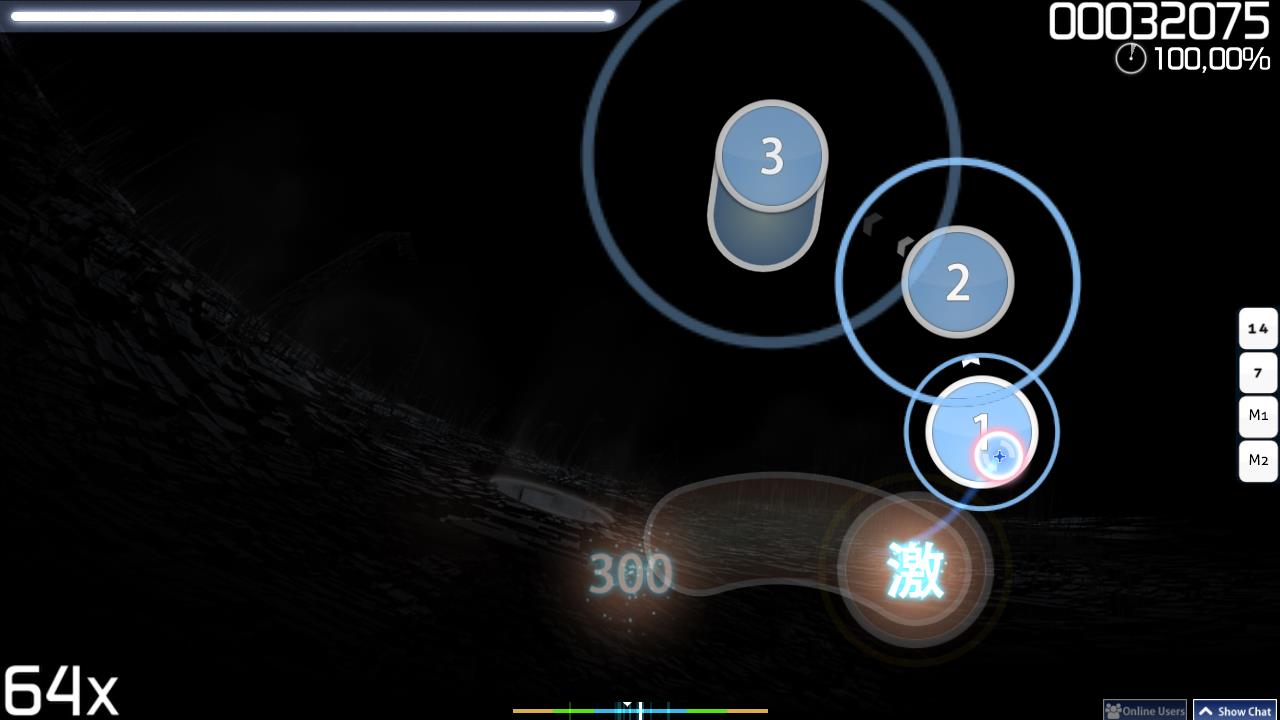 00032075
100,00%
3
2
14
7
1
M1
M2
300
激
64x
Online Users
Show Chat